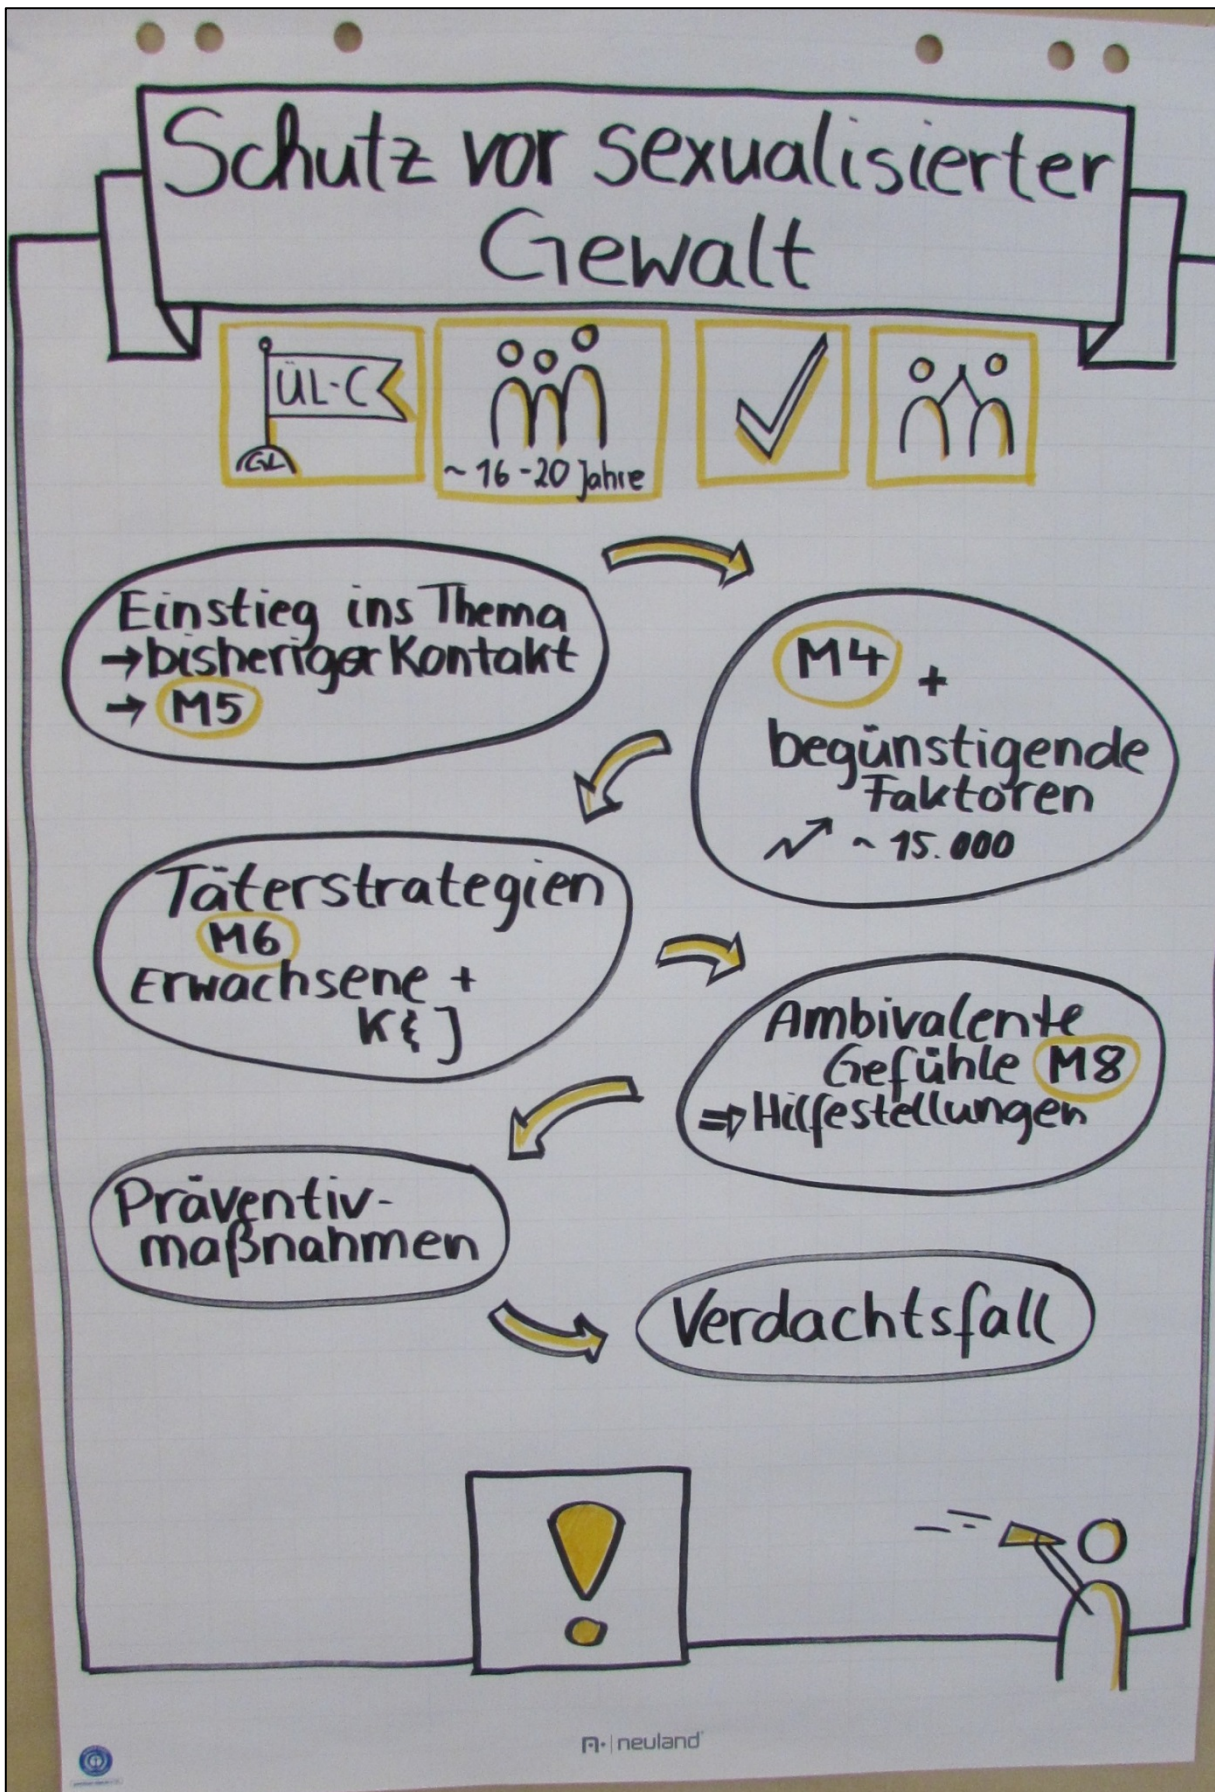 Schutz vor sexualisierter
Gewalt
ÜL-C
GL
~ 16 - 20 Jahre
Einstieg ins Thema
→ bisheriger Kontakt
→ M5
M4 +
begünstigende
Faktoren
~ 15.000
Täterstrategien
M6
Erwachsene +
K & J
Ambivalente
Gefühle M8
⇒ Hilfestellungen
Präventiv-
maßnahmen
Verdachtsfall
!
neuland